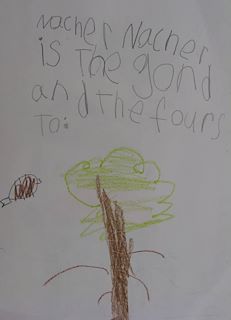 Nacher Nacher
is the gond
and the fours
To: